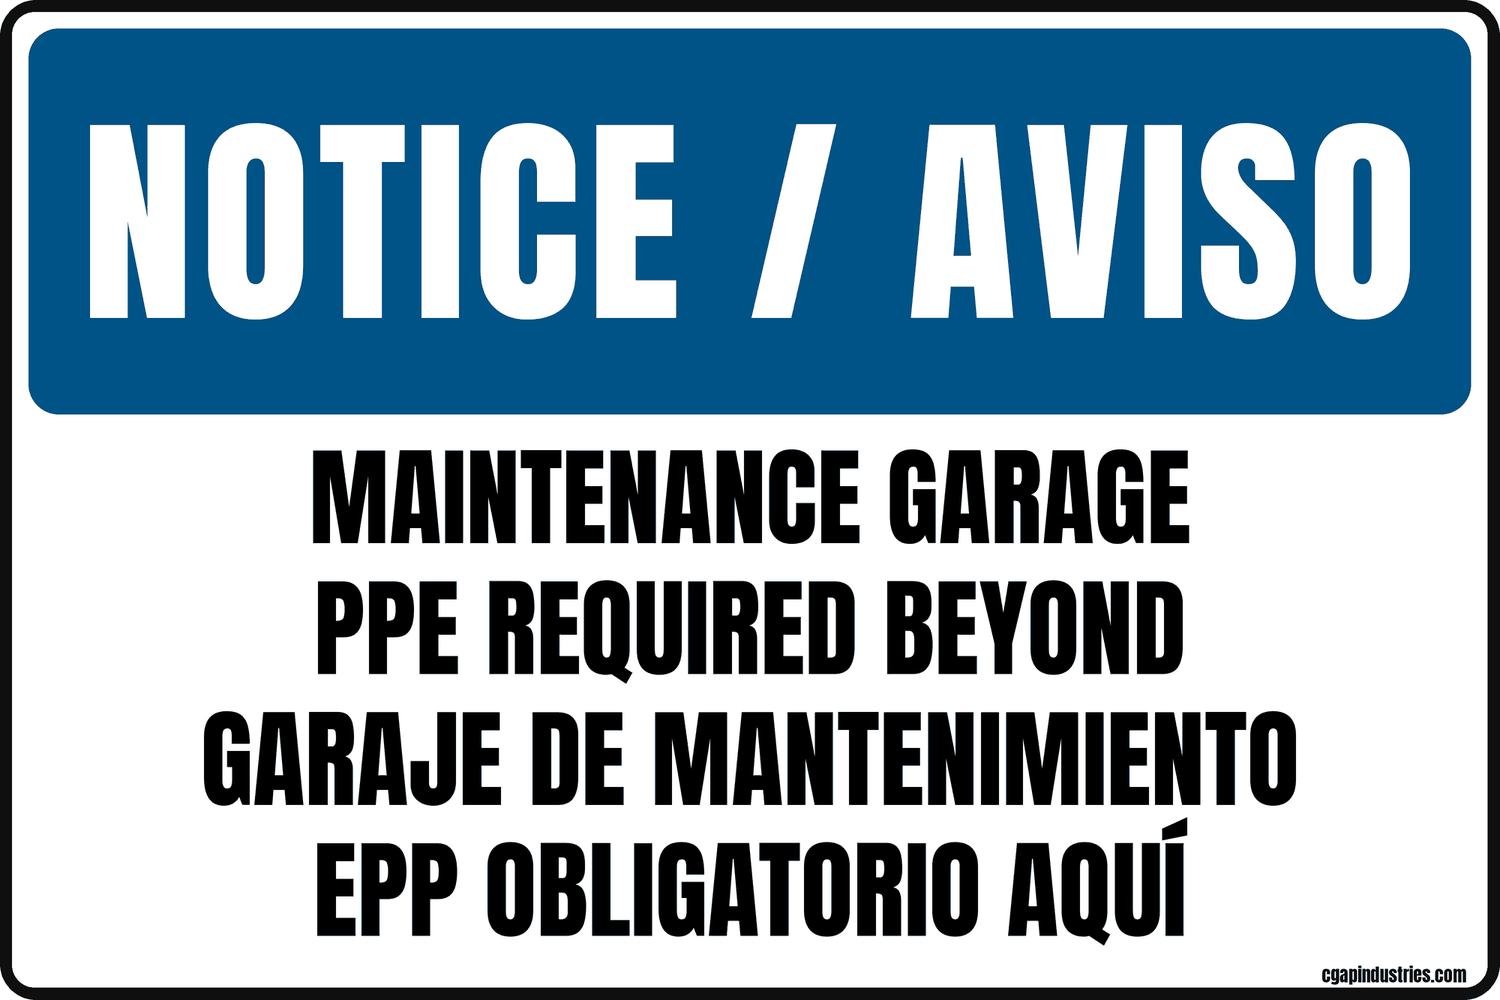 NOTICE / AVISO
MAINTENANCE GARAGE
PPE REQUIRED BEYOND
GARAJE DE MANTENIMIENTO
EPP OBLIGATORIO AQUÍ
cgapindustries.com